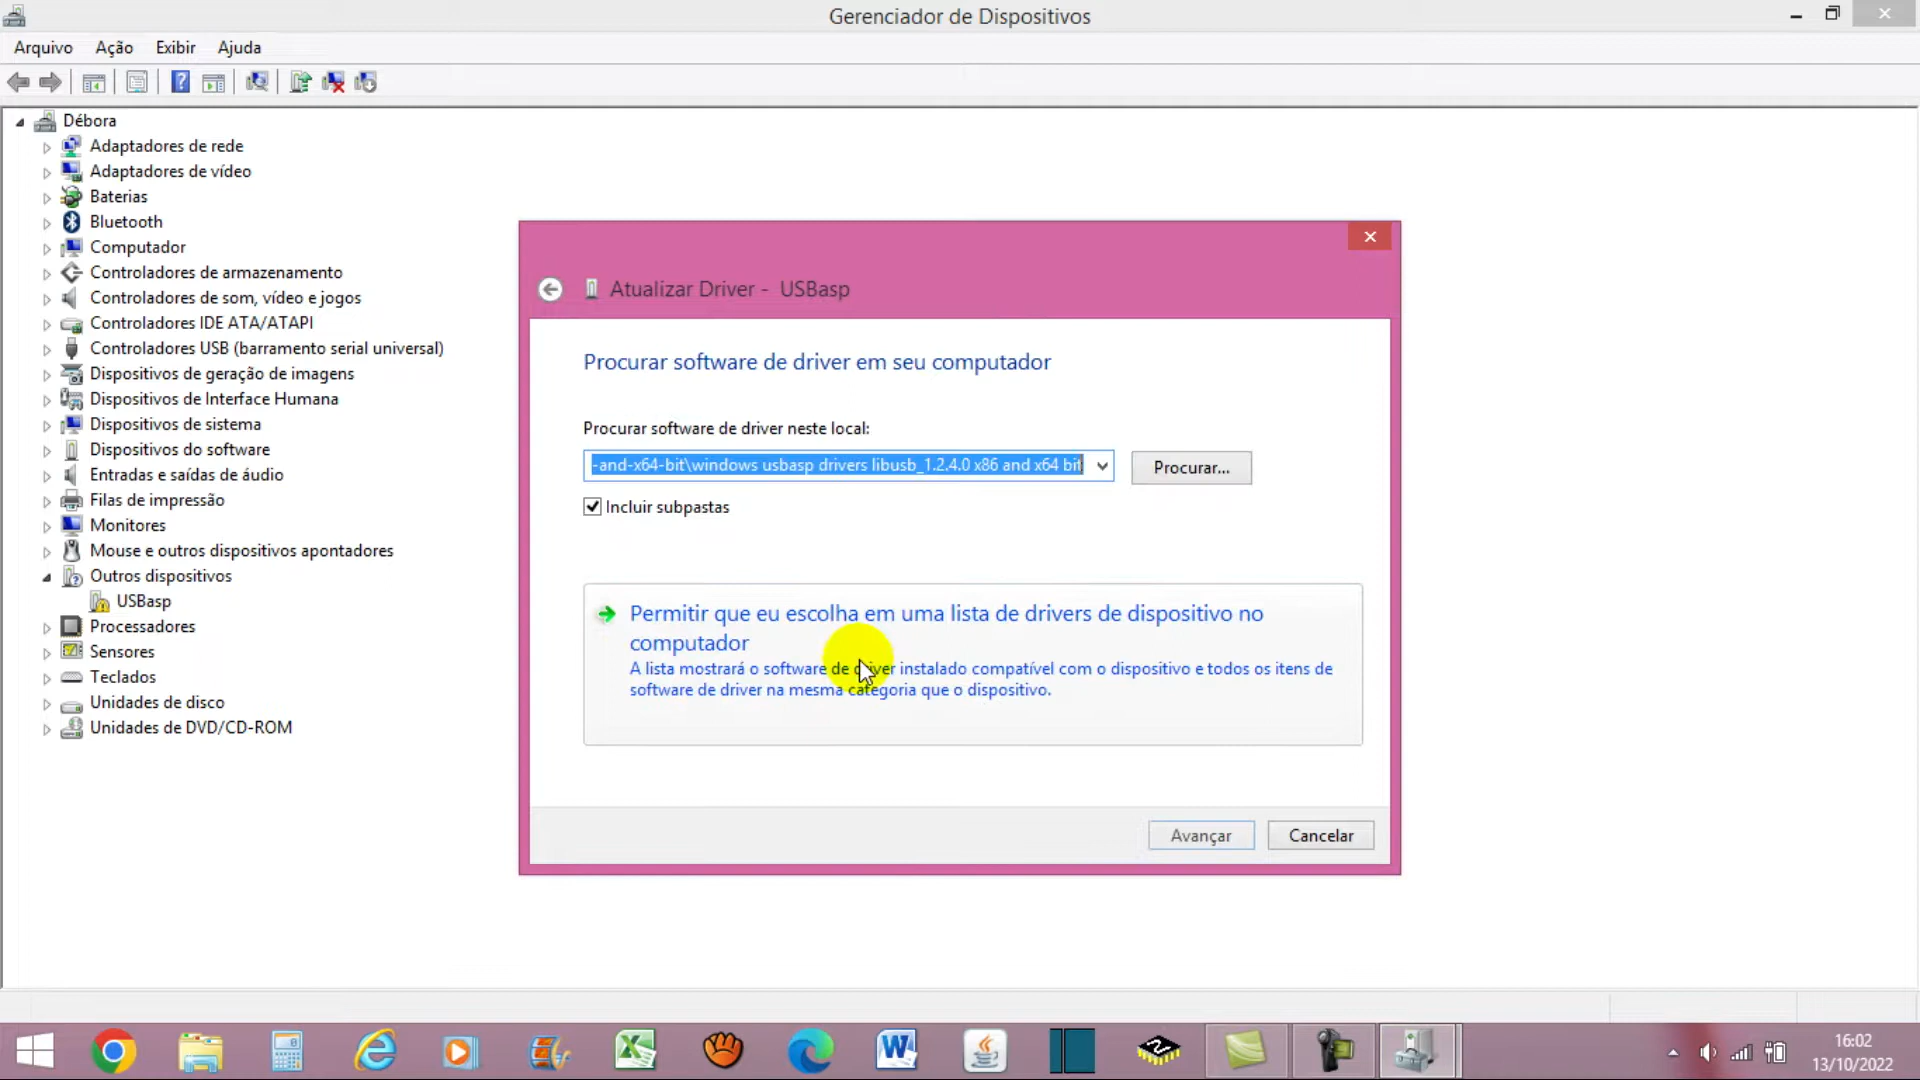 Gerenciador de Dispositivos
Arquivo Ação Exibir Ajuda
Débora
Adaptadores de rede
Adaptadores de vídeo
Baterias
Bluetooth
Computador
Controladores de armazenamento
Controladores de som, vídeo e jogos
Controladores IDE ATA/ATAPI
Controladores USB (barramento serial universal)
Dispositivos de geração de imagens
Dispositivos de Interface Humana
Dispositivos de sistema
Dispositivos do software
Entradas e saídas de áudio
Filas de impressão
Monitores
Mouse e outros dispositivos apontadores
Outros dispositivos
USBasp
Processadores
Sensores
Teclados
Unidades de disco
Unidades de DVD/CD-ROM
Atualizar Driver - USBasp
Procurar software de driver em seu computador
Procurar software de driver neste local:
-and-x64-bit\windows usbasp drivers libusb_1.2.4.0 x86 and x64 bit
Procurar...
Incluir subpastas
Permitir que eu escolha em uma lista de drivers de dispositivo no
computador
A lista mostrará o software de driver instalado compatível com o dispositivo e todos os itens de
software de driver na mesma categoria que o dispositivo.
Avançar Cancelar
16:02
13/10/2022